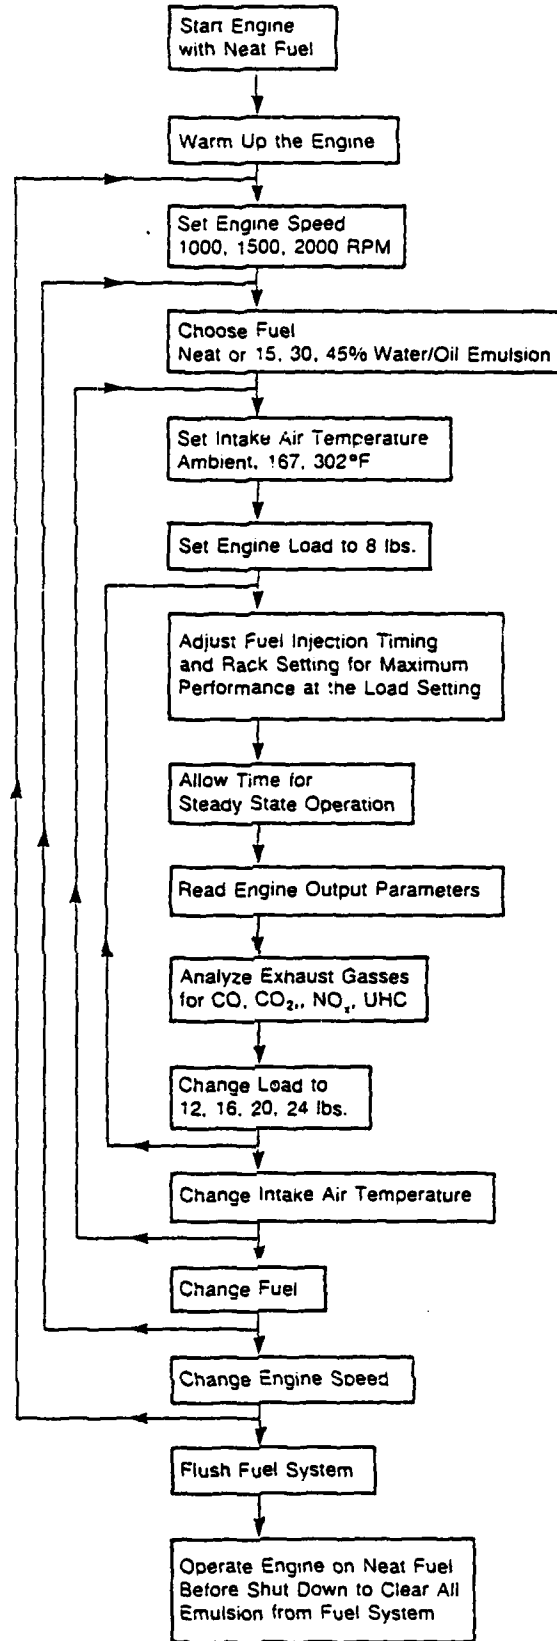 Start Engine
with Neat Fuel
Warm Up the Engine
Set Engine Speed
1000, 1500, 2000 RPM
Choose Fuel
Neat or 15, 30, 45% Water/Oil Emulsion
Set Intake Air Temperature
Ambient, 167, 302°F
Set Engine Load to 8 lbs.
Adjust Fuel Injection Timing
and Rack Setting for Maximum
Performance at the Load Setting
Allow Time for
Steady State Operation
Read Engine Output Parameters
Analyze Exhaust Gasses
for CO, CO₂,, NOₓ, UHC
Change Load to
12, 16, 20, 24 lbs.
Change Intake Air Temperature
Change Fuel
Change Engine Speed
Flush Fuel System
Operate Engine on Neat Fuel
Before Shut Down to Clear All
Emulsion from Fuel System